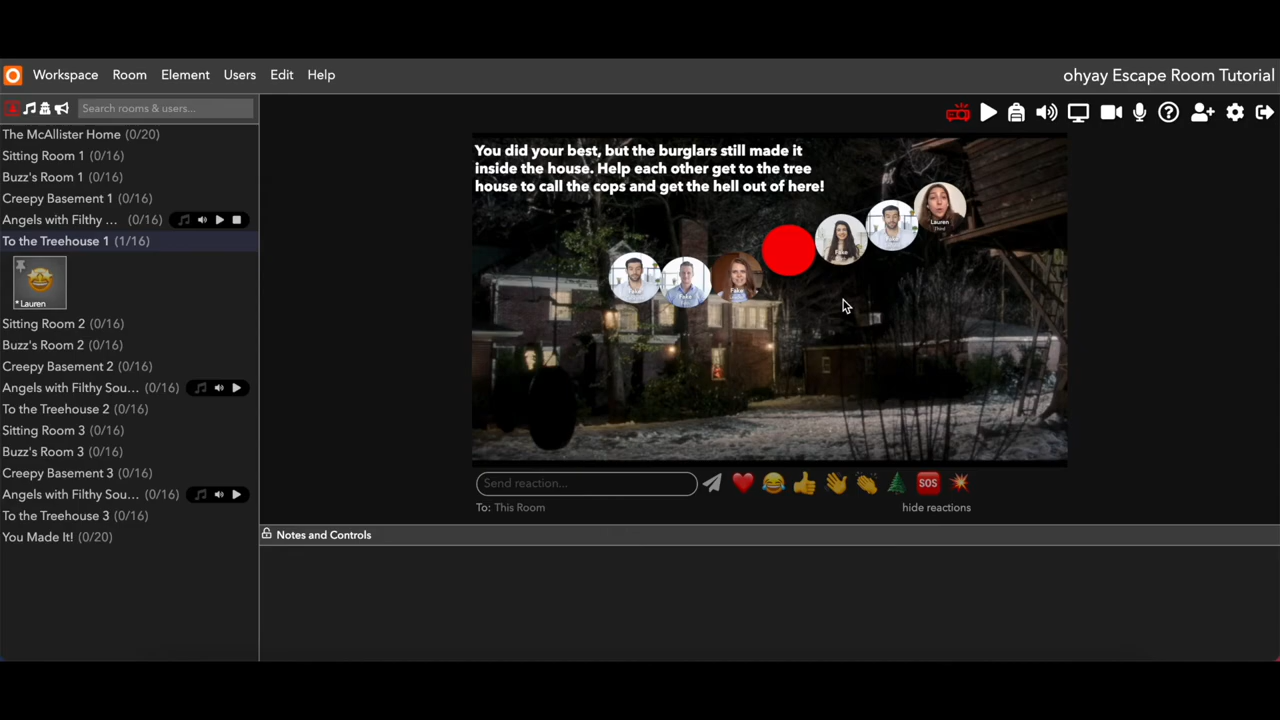 Workspace Room Element Users Edit Help
ohyay Escape Room Tutorial
Search rooms & users...
The McAllister Home (0/20)
Sitting Room 1 (0/16)
Buzz's Room 1 (0/16)
Creepy Basement 1 (0/16)
Angels with Filthy ... (0/16)
To the Treehouse 1 (1/16)
* Lauren
Sitting Room 2 (0/16)
Buzz's Room 2 (0/16)
Creepy Basement 2 (0/16)
Angels with Filthy Sou... (0/16)
To the Treehouse 2 (0/16)
Sitting Room 3 (0/16)
Buzz's Room 3 (0/16)
Creepy Basement 3 (0/16)
Angels with Filthy Sou... (0/16)
To the Treehouse 3 (0/16)
You Made It! (0/20)
You did your best, but the burglars still made it
inside the house. Help each other get to the tree
house to call the cops and get the hell out of here!
Lauren
Third
Fake
Fake
Fake
Send reaction...
SOS
To: This Room
hide reactions
Notes and Controls